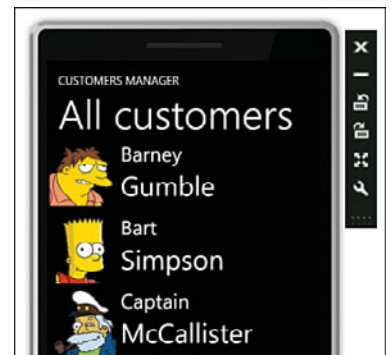 CUSTOMERS MANAGER
All customers
Barney
Gumble
Bart
Simpson
Captain
McCallister